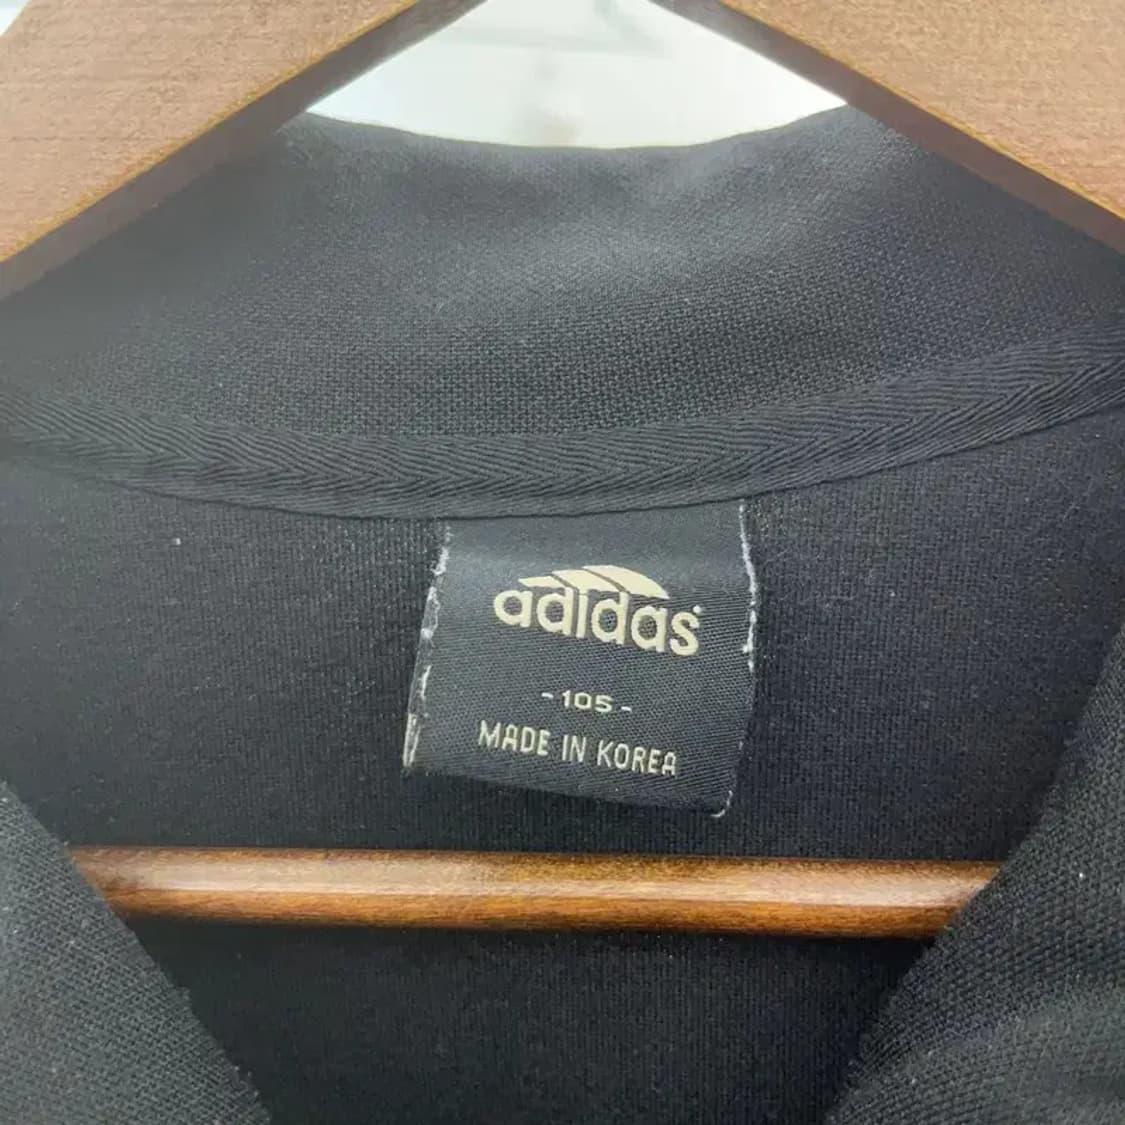 adidas
- 105 -
MADE IN KOREA